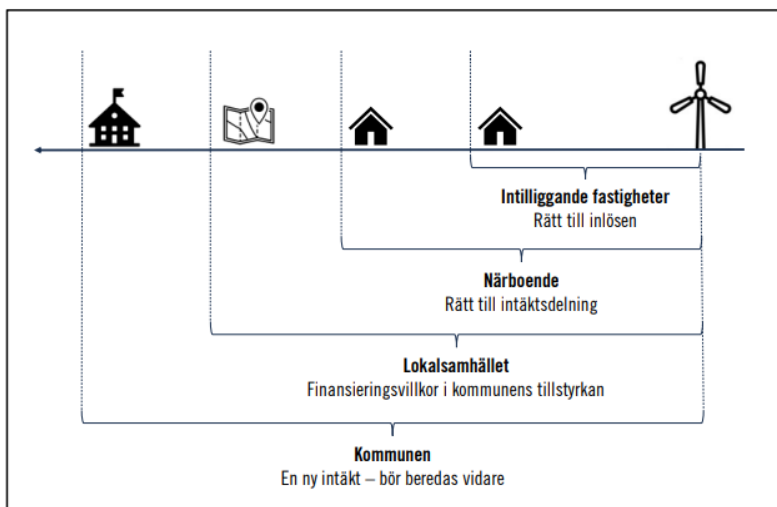 Intilliggande fastigheter
Rätt till inlösen
Närboende
Rätt till intäktsdelning
Lokalsamhället
Finansieringsvillkor i kommunens tillstyrkan
Kommunen
En ny intäkt – bör beredas vidare